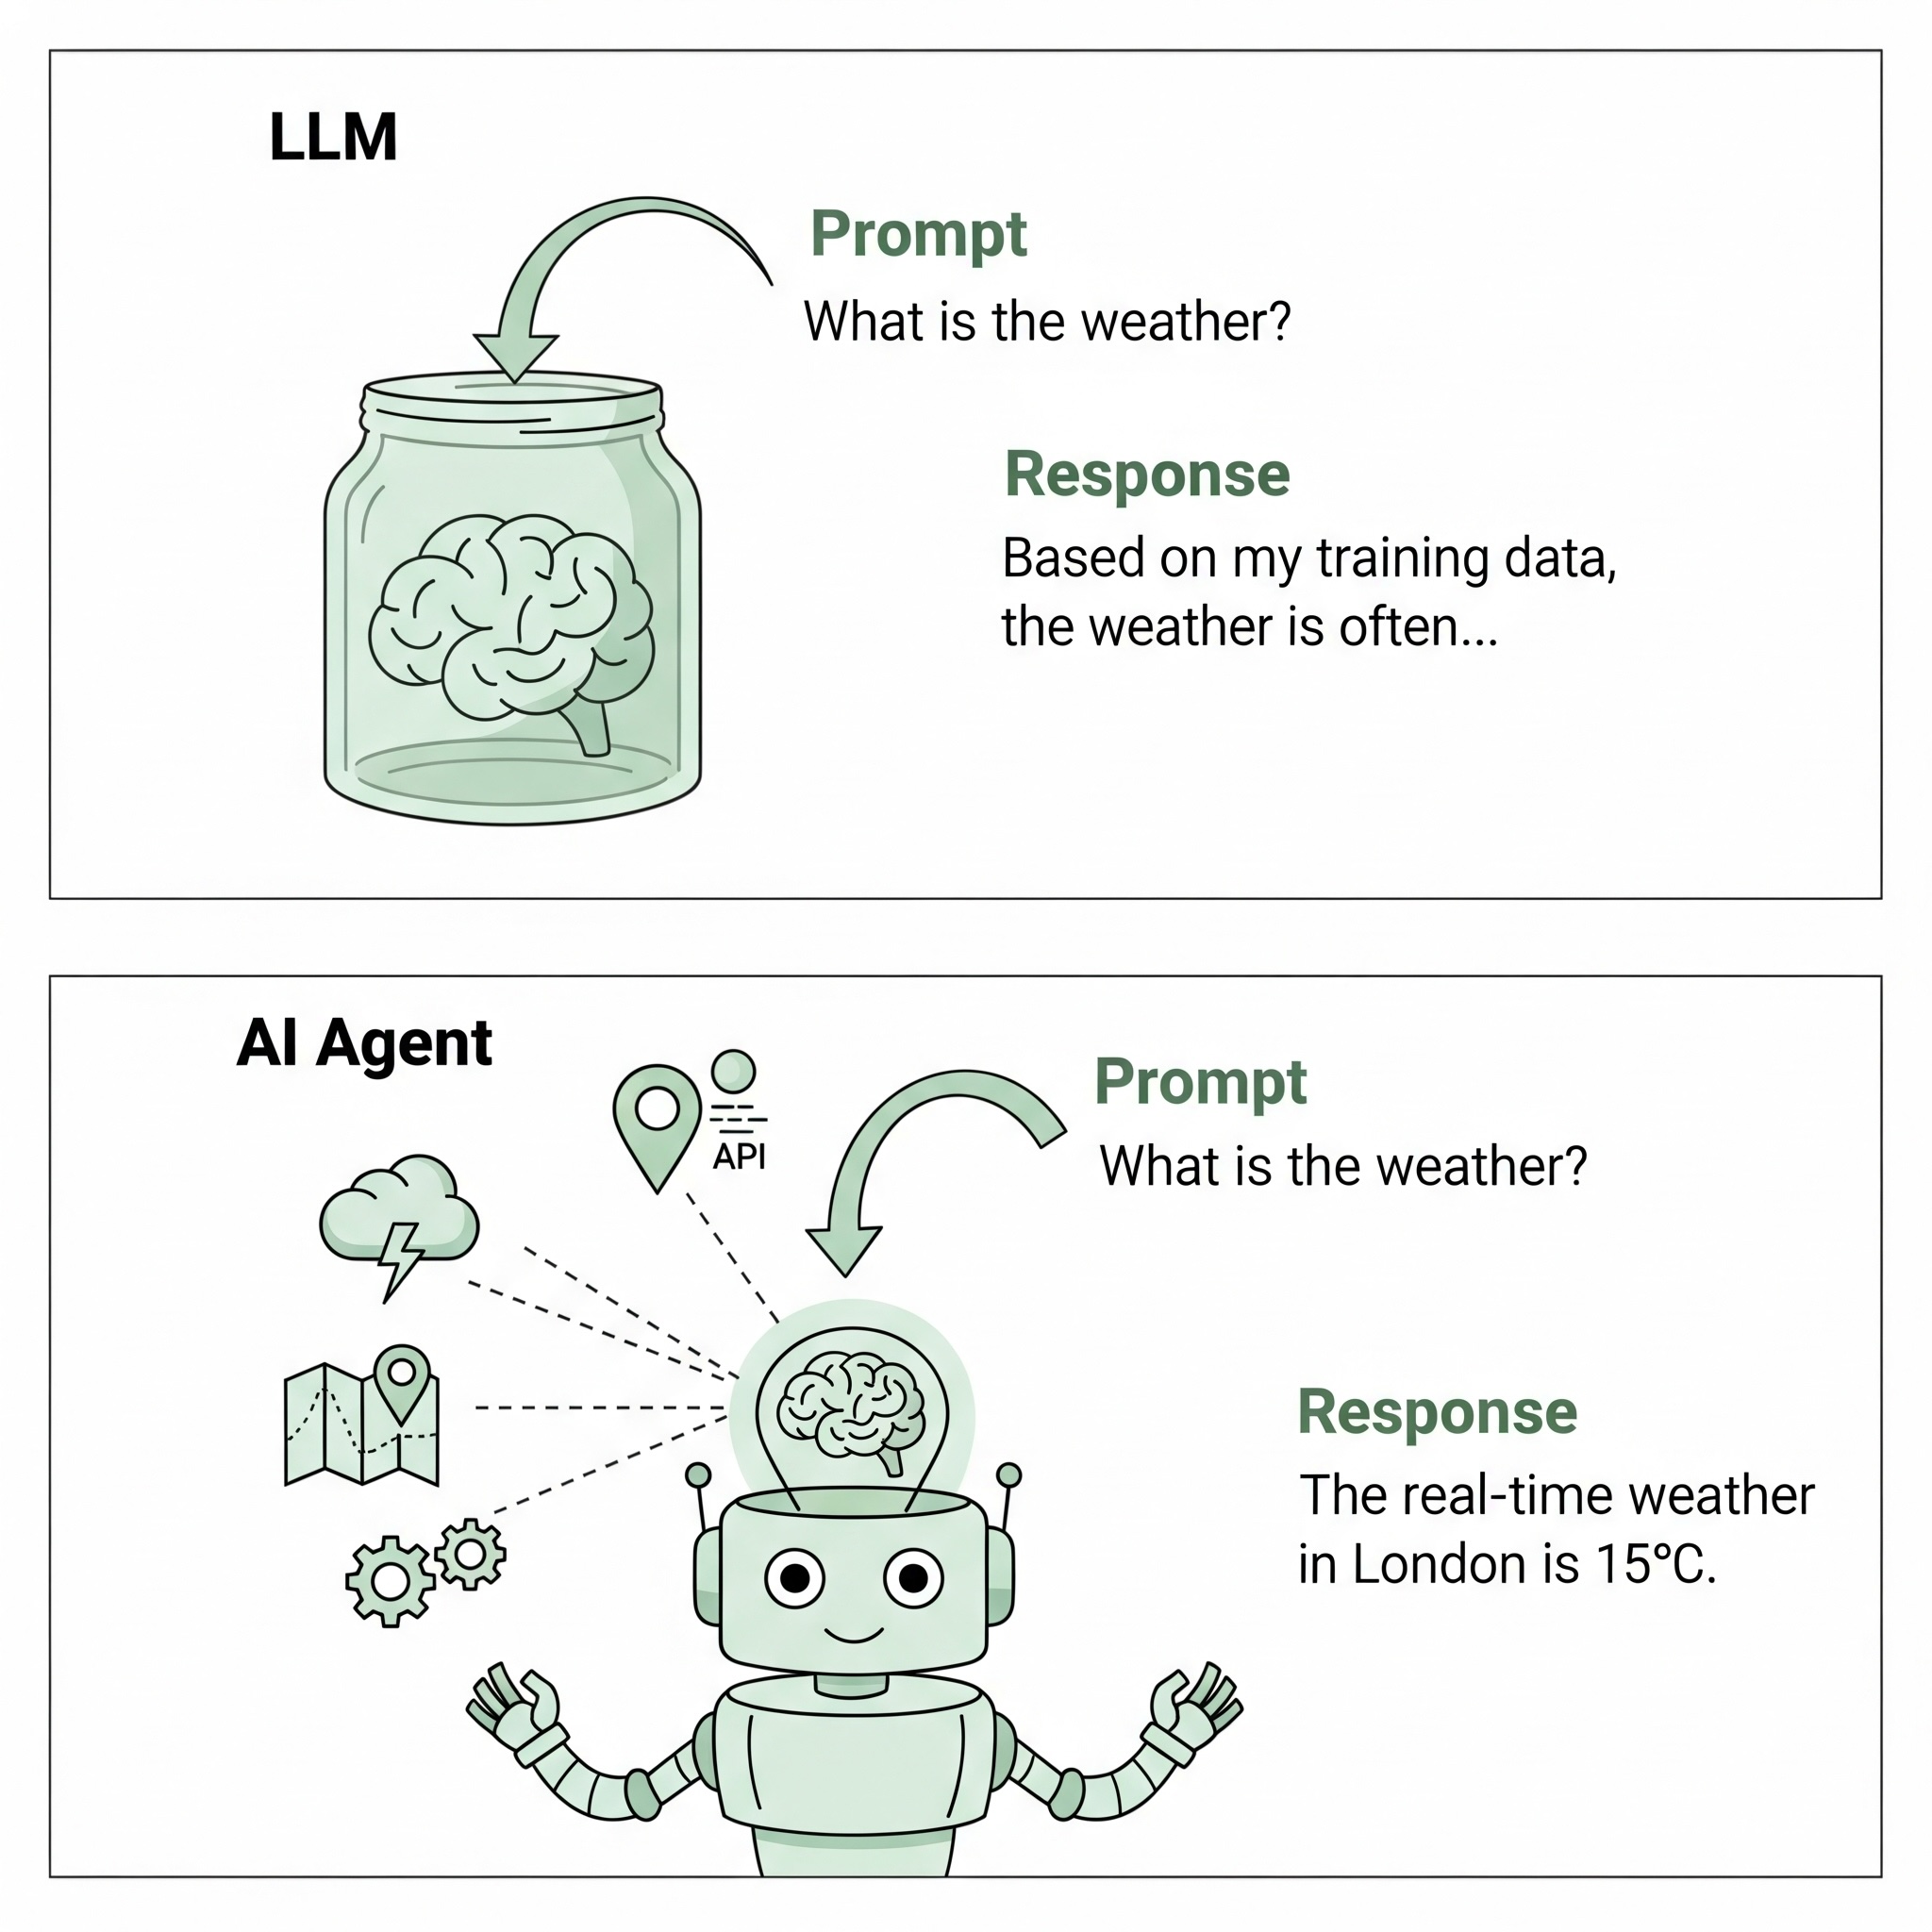 LLM
Prompt
What is the weather?
Response
Based on my training data,
the weather is often...
AI Agent
API
Prompt
What is the weather?
Response
The real-time weather
in London is 15°C.